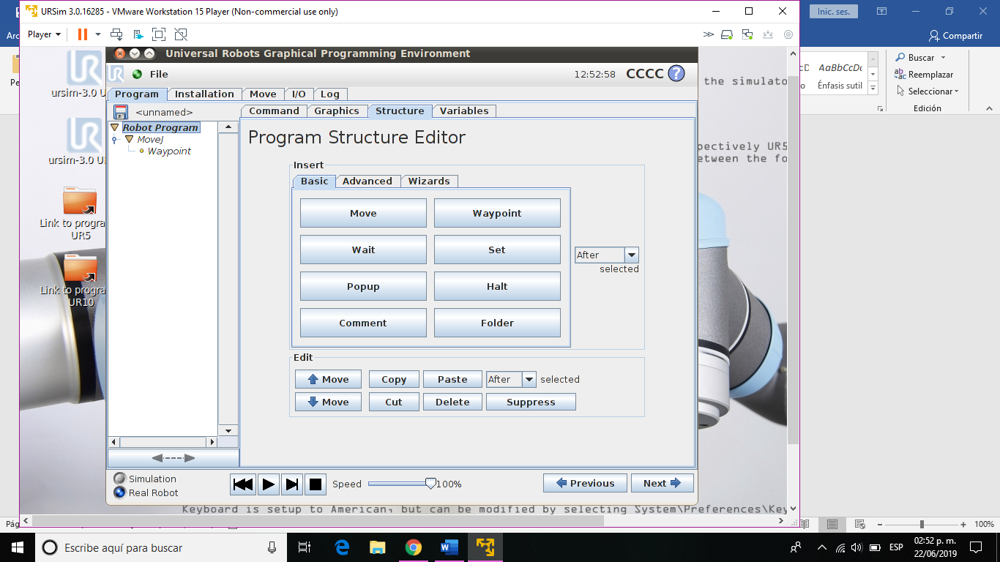 URSim 3.0.16285 - VMware Workstation 15 Player (Non-commercial use only)
Inic. ses.
Player
Compartir
Universal Robots Graphical Programming Environment
File
12:52:58 CCCC ?
Program Installation Move I/O Log
<unnamed>
Command Graphics Structure Variables
Robot Program
MoveJ
Waypoint
Program Structure Editor
Insert
Basic Advanced Wizards
Move Waypoint
Wait Set
Popup Halt
Comment Folder
After
selected
Edit
Move Copy Paste After selected
Move Cut Delete Suppress
Simulation
Real Robot
Speed 100%
Previous Next
UR
ursim-3.0 U
ursim-3.0 U
Link to progra
UR5
Link to progra
UR10
the simulato
pectively UR5
etween the fo
Keyboard is setup to American, but can be modified by selecting System\Preferences\Key
AaBbCcDc
Énfasis sutil
Buscar
Reemplazar
Seleccionar
Edición
Pág
100%
Escribe aquí para buscar
ESP
02:52 p. m.
22/06/2019